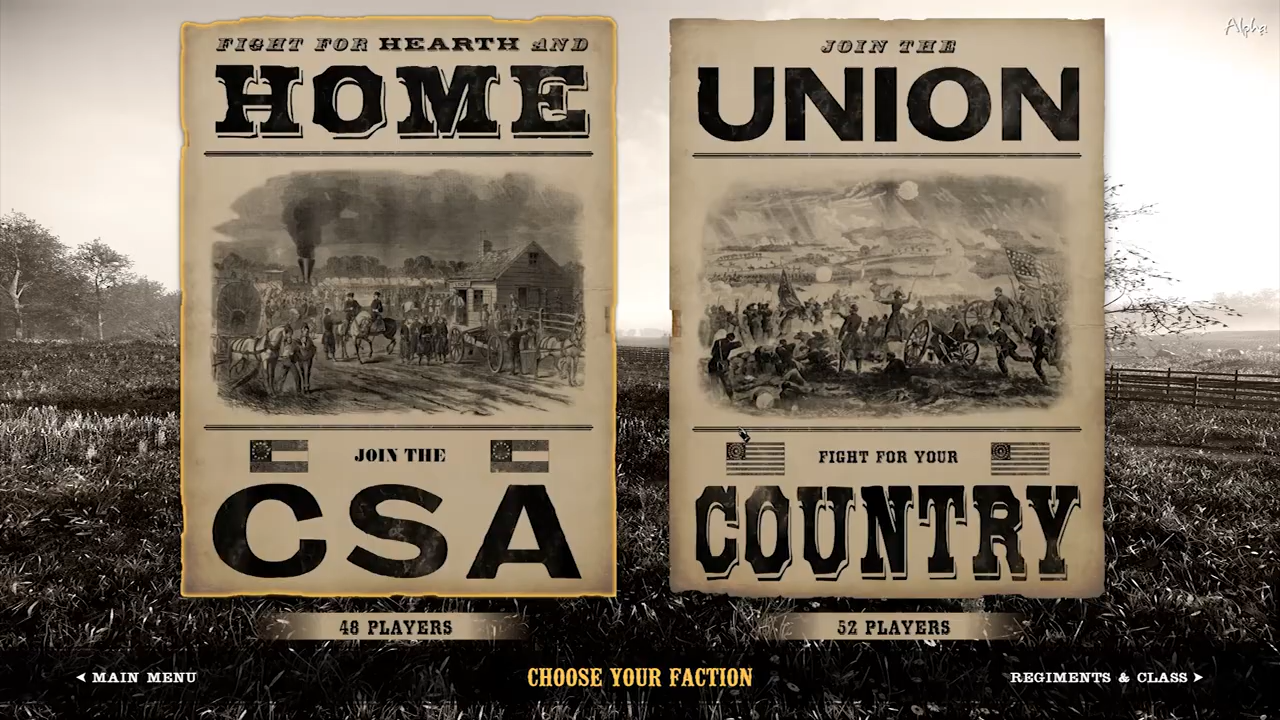 Alpha
FIGHT FOR HEARTH AND
HOME
JOIN THE
CSA
48 PLAYERS
JOIN THE
UNION
FIGHT FOR YOUR
COUNTRY
52 PLAYERS
MAIN MENU
CHOOSE YOUR FACTION
REGIMENTS & CLASS